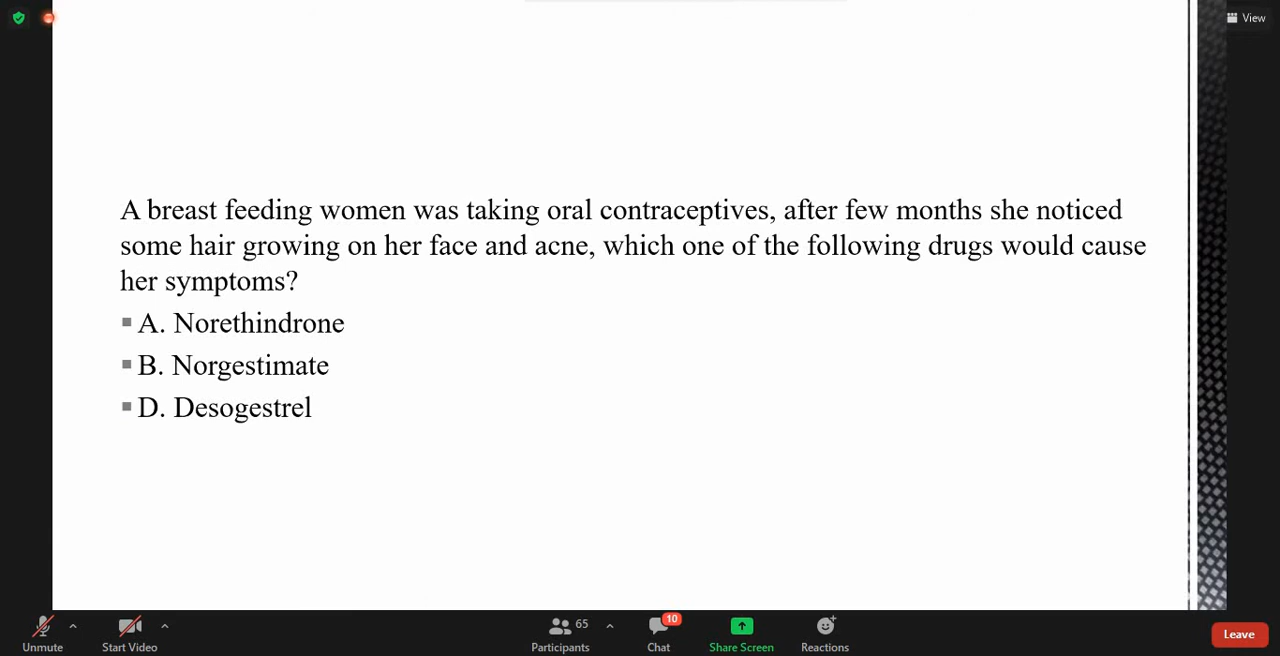 View
A breast feeding women was taking oral contraceptives, after few months she noticed
some hair growing on her face and acne, which one of the following drugs would cause
her symptoms?
A. Norethindrone
B. Norgestimate
D. Desogestrel
65
10
Unmute
Start Video
Participants
Chat
Share Screen
Reactions
Leave